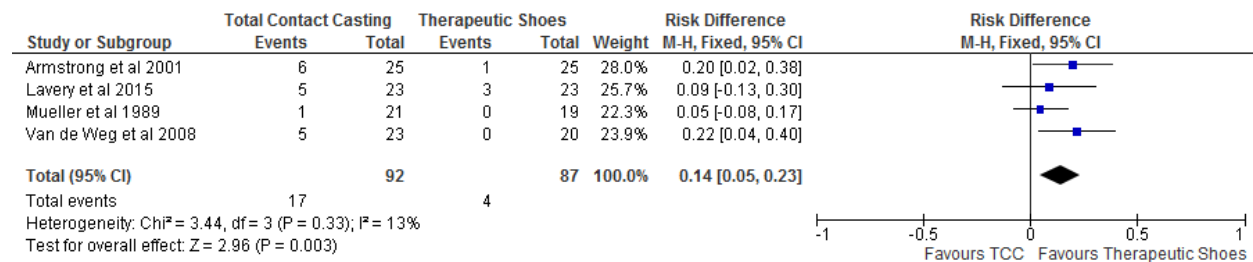 Total Contact Casting Therapeutic Shoes Risk Difference Risk Difference
Study or Subgroup Events Total Events Total Weight M-H, Fixed, 95% CI M-H, Fixed, 95% CI
Armstrong et al 2001 6 25 1 25 28.0% 0.20 [0.02, 0.38]
Lavery et al 2015 5 23 3 23 25.7% 0.09 [-0.13, 0.30]
Mueller et al 1989 1 21 0 19 22.3% 0.05 [-0.08, 0.17]
Van de Weg et al 2008 5 23 0 20 23.9% 0.22 [0.04, 0.40]
Total (95% CI) 92 87 100.0% 0.14 [0.05, 0.23]
Total events 17 4
Heterogeneity: Chi² = 3.44, df = 3 (P = 0.33); I² = 13%
Test for overall effect: Z = 2.96 (P = 0.003)
-1 -0.5 0 0.5 1
Favours TCC Favours Therapeutic Shoes